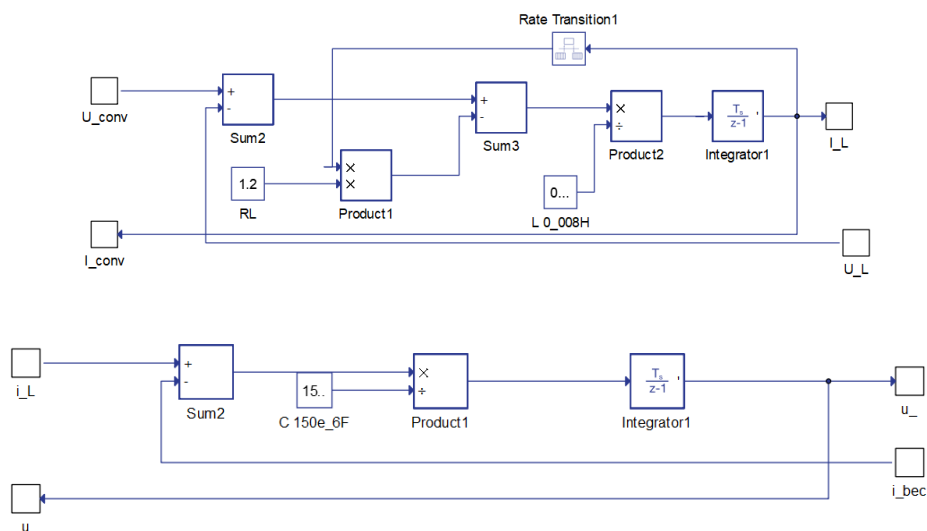 Rate Transition1
U_conv
+
-
Sum2
+
-
Sum3
×
÷
Product2
Ts
z-1
Integrator1
I_L
1.2
RL
×
×
Product1
0...
L 0_008H
I_conv
U_L
i_L
+
-
Sum2
15..
C 150e_6F
×
÷
Product1
Ts
z-1
Integrator1
u_
i_bec
u